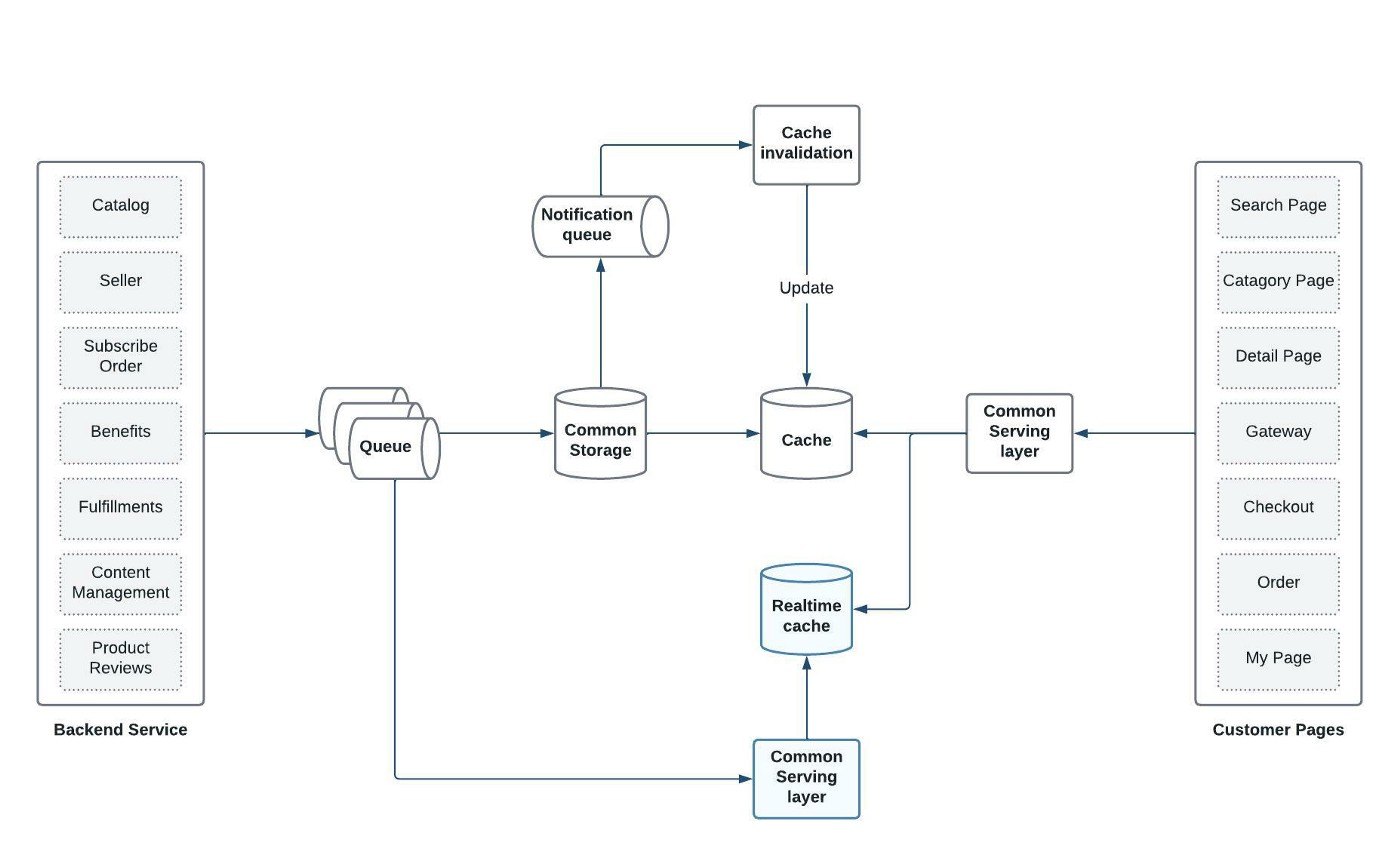 Cache
invalidation
Catalog
Seller
Subscribe
Order
Benefits
Fulfillments
Content
Management
Product
Reviews
Backend Service
Queue
Notification
queue
Common
Storage
Update
Cache
Realtime
cache
Common
Serving
layer
Common
Serving
layer
Search Page
Catagory Page
Detail Page
Gateway
Checkout
Order
My Page
Customer Pages